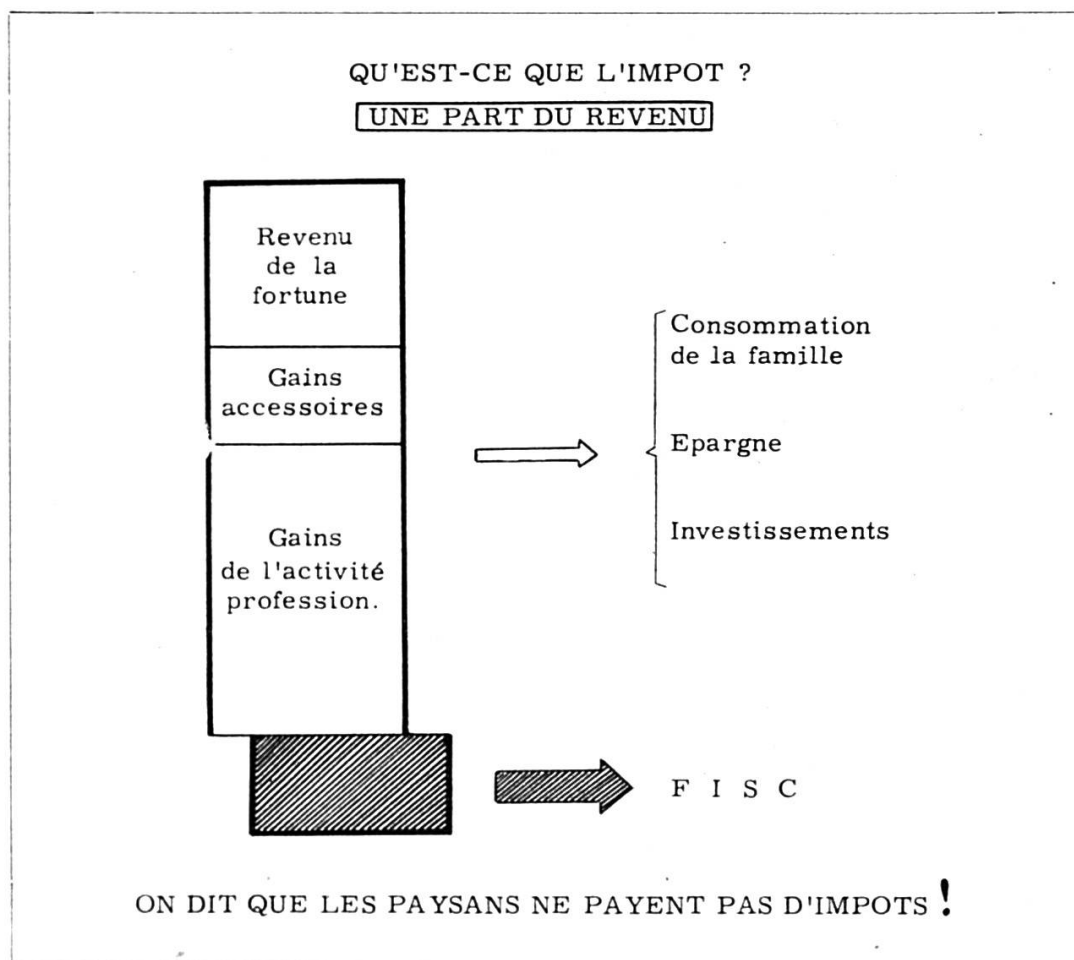 QU'EST-CE QUE L'IMPOT ?
UNE PART DU REVENU
Revenu
de la
fortune
Gains
accessoires
Gains
de l'activité
profession.
Consommation
de la famille
Epargne
Investissements
F I S C
ON DIT QUE LES PAYSANS NE PAYENT PAS D'IMPOTS !